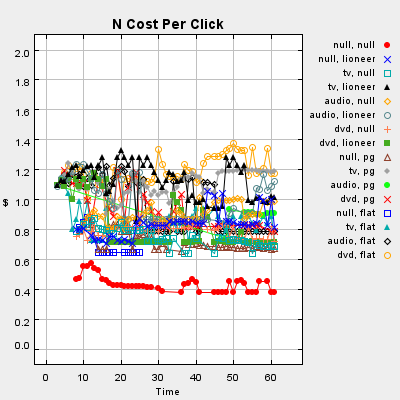 N Cost Per Click
2.0
1.8
1.6
1.4
1.2
1.0
0.8
0.6
0.4
0.2
0.0
$
0 10 20 30 40 50 60
Time
null, null
null, lioneer
tv, null
tv, lioneer
audio, null
audio, lioneer
dvd, null
dvd, lioneer
null, pg
tv, pg
audio, pg
dvd, pg
null, flat
tv, flat
audio, flat
dvd, flat